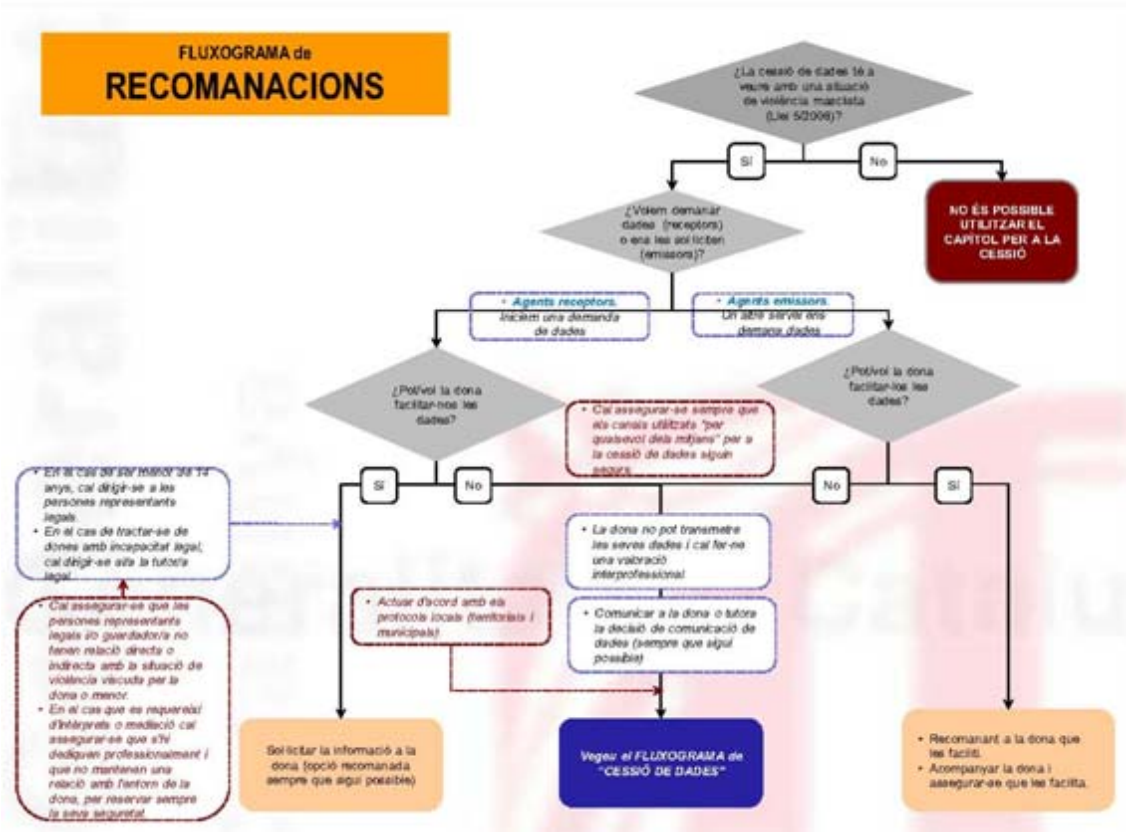 FLUXOGRAMA de
RECOMANACIONS
¿La cessió de dades té a
veure amb una situació
de violència masclista
(Llei 5/2008)?
Sí
No
NO ÉS POSSIBLE
UTILITZAR EL
CAPÍTOL PER A LA
CESSIÓ
¿Volem demanar
dades (receptors)
o ens les sol·liciten
(emissors)?
• Agents receptors.
Iniciem una demanda
de dades
• Agents emissors.
Un altre servei ens
demana dades
¿Pot/vol la dona
facilitar-nos les
dades?
¿Pot/vol la dona
facilitar-los les
dades?
• Cal assegurar-se sempre que
els canals utilitzats "per
qualsevol dels mitjans" per a
la cessió de dades siguin
segurs
Sí
No
No
Sí
• En el cas de ser menor de 14
anys, cal dirigir-se a les
persones representants
legals.
• En el cas de tractar-se de
dones amb incapacitat legal,
cal dirigir-se a/la tutor/a
legal
• Cal assegurar-se que les
persones representants
legals i/o guardador/a no
tenen relació directa o
indirecta amb la situació de
violència viscuda per la
dona o menor.
• En el cas que es requereixi
d'intèrprets o mediació cal
assegurar-se que s'hi
dediquen professionalment i
que no mantenen una
relació amb l'entorn de la
dona, per reservar sempre
la seva seguretat.
• La dona no pot transmetre
les seves dades i cal fer-ne
una valoració
interprofessional
• Actuar d'acord amb els
protocols locals (territorials i
municipals)
• Comunicar a la dona o tutora
la decisió de comunicació de
dades (sempre que sigui
possible)
Sol·licitar la informació a la
dona (opció recomanada
sempre que sigui possible)
Vegeu el FLUXOGRAMA de
"CESSIÓ DE DADES"
• Recomanant a la dona que
les faciliti.
• Acompanyar la dona i
assegurar-se que les facilita.